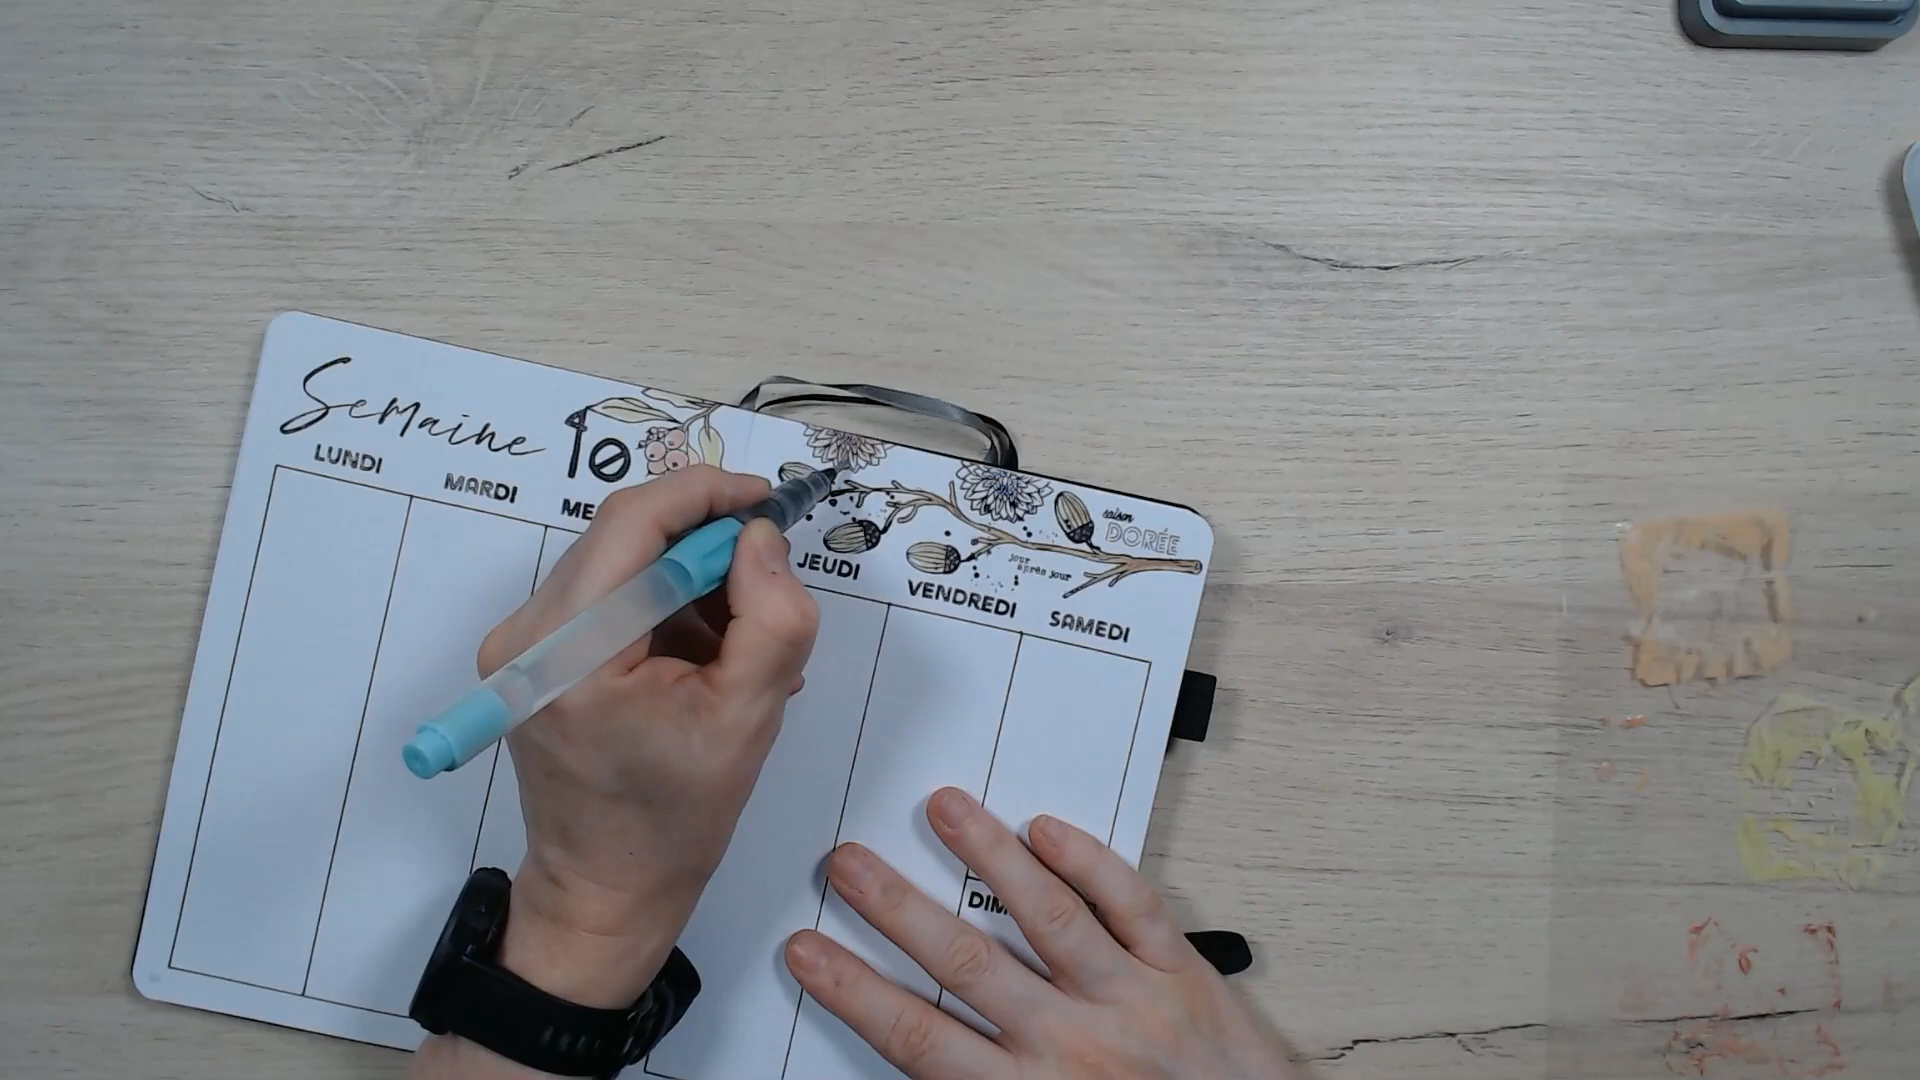 Semaine 10
LUNDI
MARDI
JEUDI
VENDREDI
SAMEDI
saison
DORÉE
jour
après jour